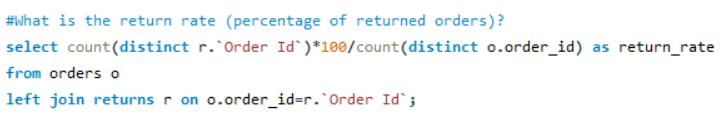 #What is the return rate (percentage of returned orders)?
select count(distinct r.`Order Id`)*100/count(distinct o.order_id) as return_rate
from orders o
left join returns r on o.order_id=r.`Order Id`;